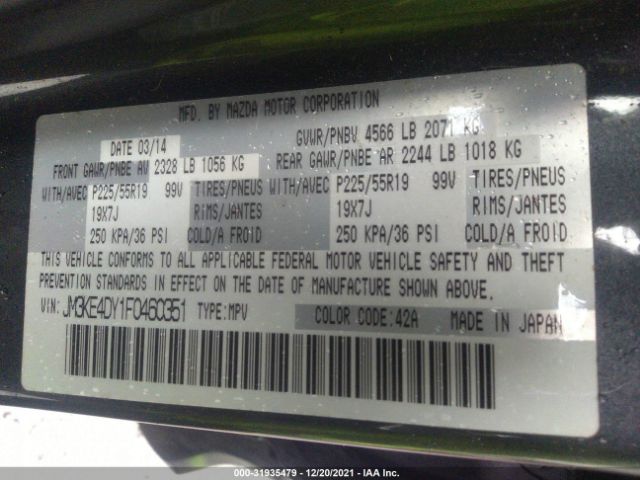 MFD. BY MAZDA MOTOR CORPORATION
DATE 03/14 GVWR/PNBV 4566 LB 2071 KG
FRONT GAWR/PNBE AV 2328 LB 1056 KG REAR GAWR/PNBE AR 2244 LB 1018 KG
WITH/AVEC P225/55R19 99V TIRES/PNEUS WITH/AVEC P225/55R19 99V TIRES/PNEUS
19X7J RIMS/JANTES 19X7J RIMS/JANTES
250 KPA/36 PSI COLD/A FROID 250 KPA/36 PSI COLD/A FROID
THIS VEHICLE CONFORMS TO ALL APPLICABLE FEDERAL MOTOR VEHICLE SAFETY AND THEFT
PREVENTION STANDARDS IN EFFECT ON THE DATE OF MANUFACTURE SHOWN ABOVE.
VIN: JM3KE4DY1F0460351 TYPE:MPV COLOR CODE:42A MADE IN JAPAN
000-31935479 - 12/20/2021 - IAA Inc.